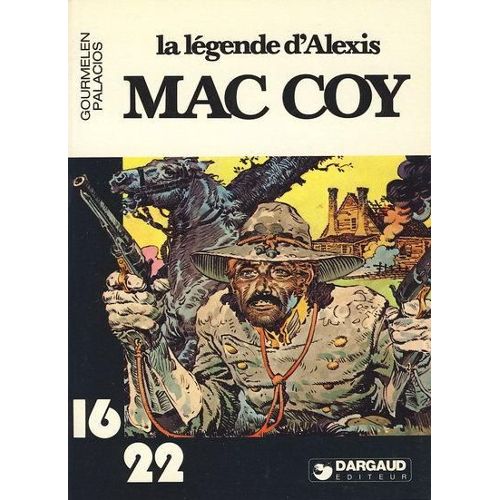 GOURMELEN
PALACIOS
la légende d'Alexis
MAC COY
16
22
DARGAUD
EDITEUR